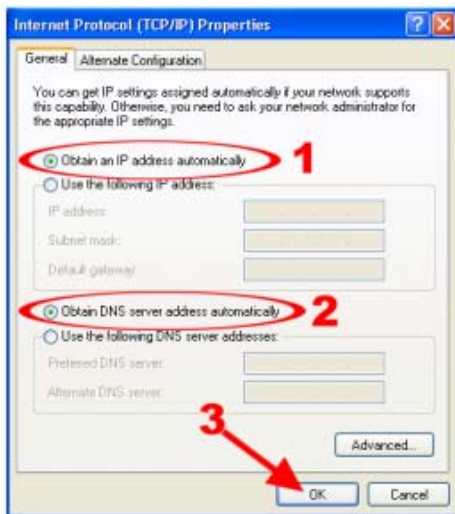 Internet Protocol (TCP/IP) Properties
General
Alternate Configuration
You can get IP settings assigned automatically if your network supports
this capability. Otherwise, you need to ask your network administrator for
the appropriate IP settings.
Obtain an IP address automatically
1
Use the following IP address:
IP address:
Subnet mask:
Default gateway:
Obtain DNS server address automatically
2
Use the following DNS server addresses:
Preferred DNS server:
Alternate DNS server:
3
Advanced...
OK
Cancel